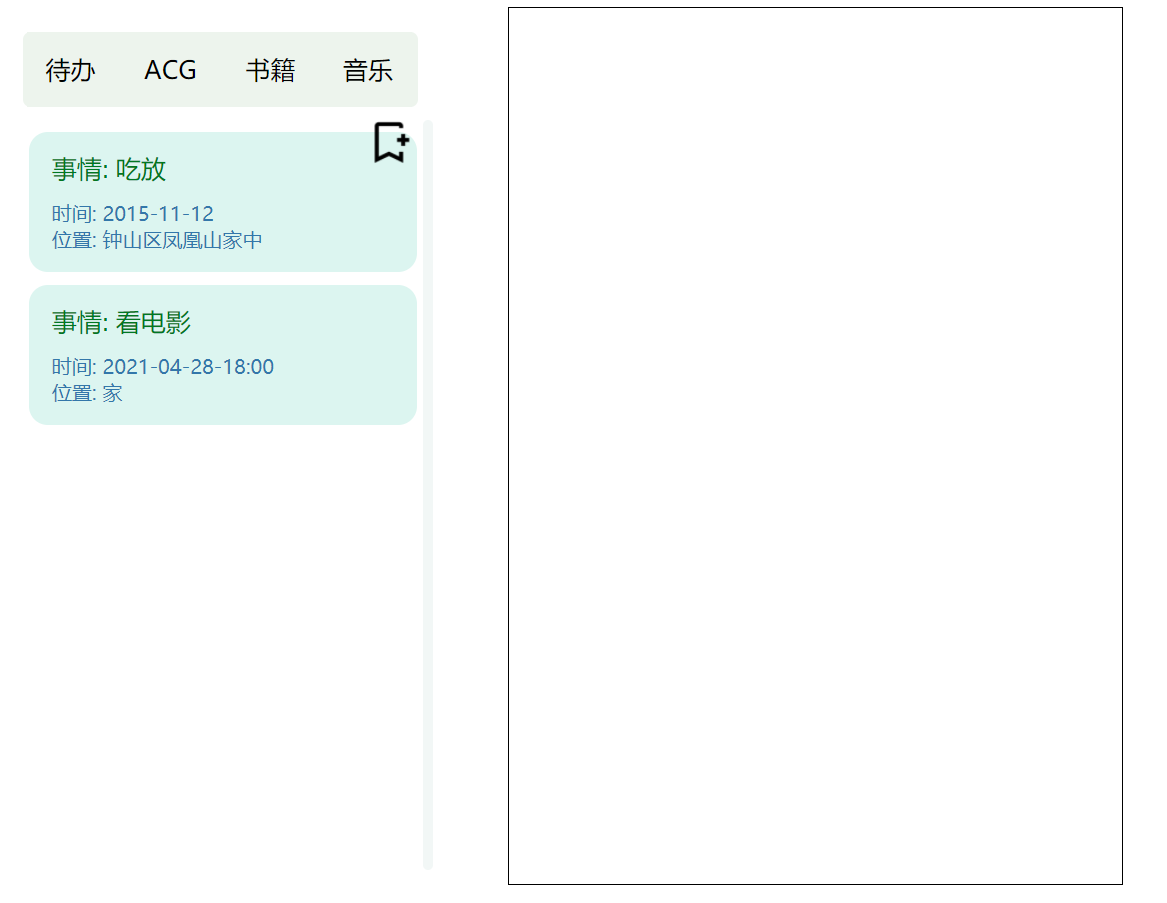 待办 ACG 书籍 音乐
事情: 吃放
时间: 2015-11-12
位置: 钟山区凤凰山家中
事情: 看电影
时间: 2021-04-28-18:00
位置: 家